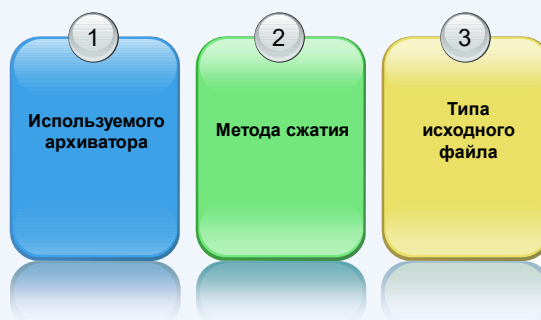 1
Используемого
архиватора
2
Метода сжатия
3
Типа
исходного
файла